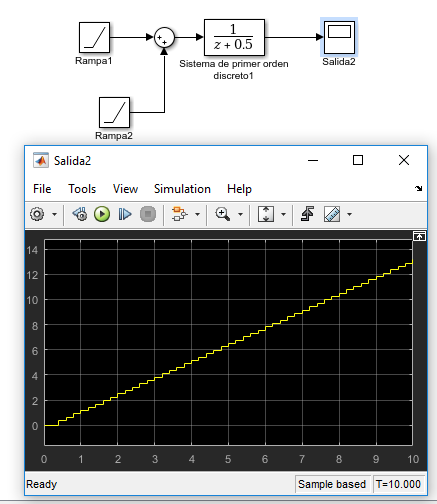 1
z + 0.5
Rampa1
Sistema de primer orden
discreto1
Salida2
Rampa2
Salida2
File Tools View Simulation Help
14
12
10
8
6
4
2
0
0 1 2 3 4 5 6 7 8 9 10
Ready Sample based T=10.000